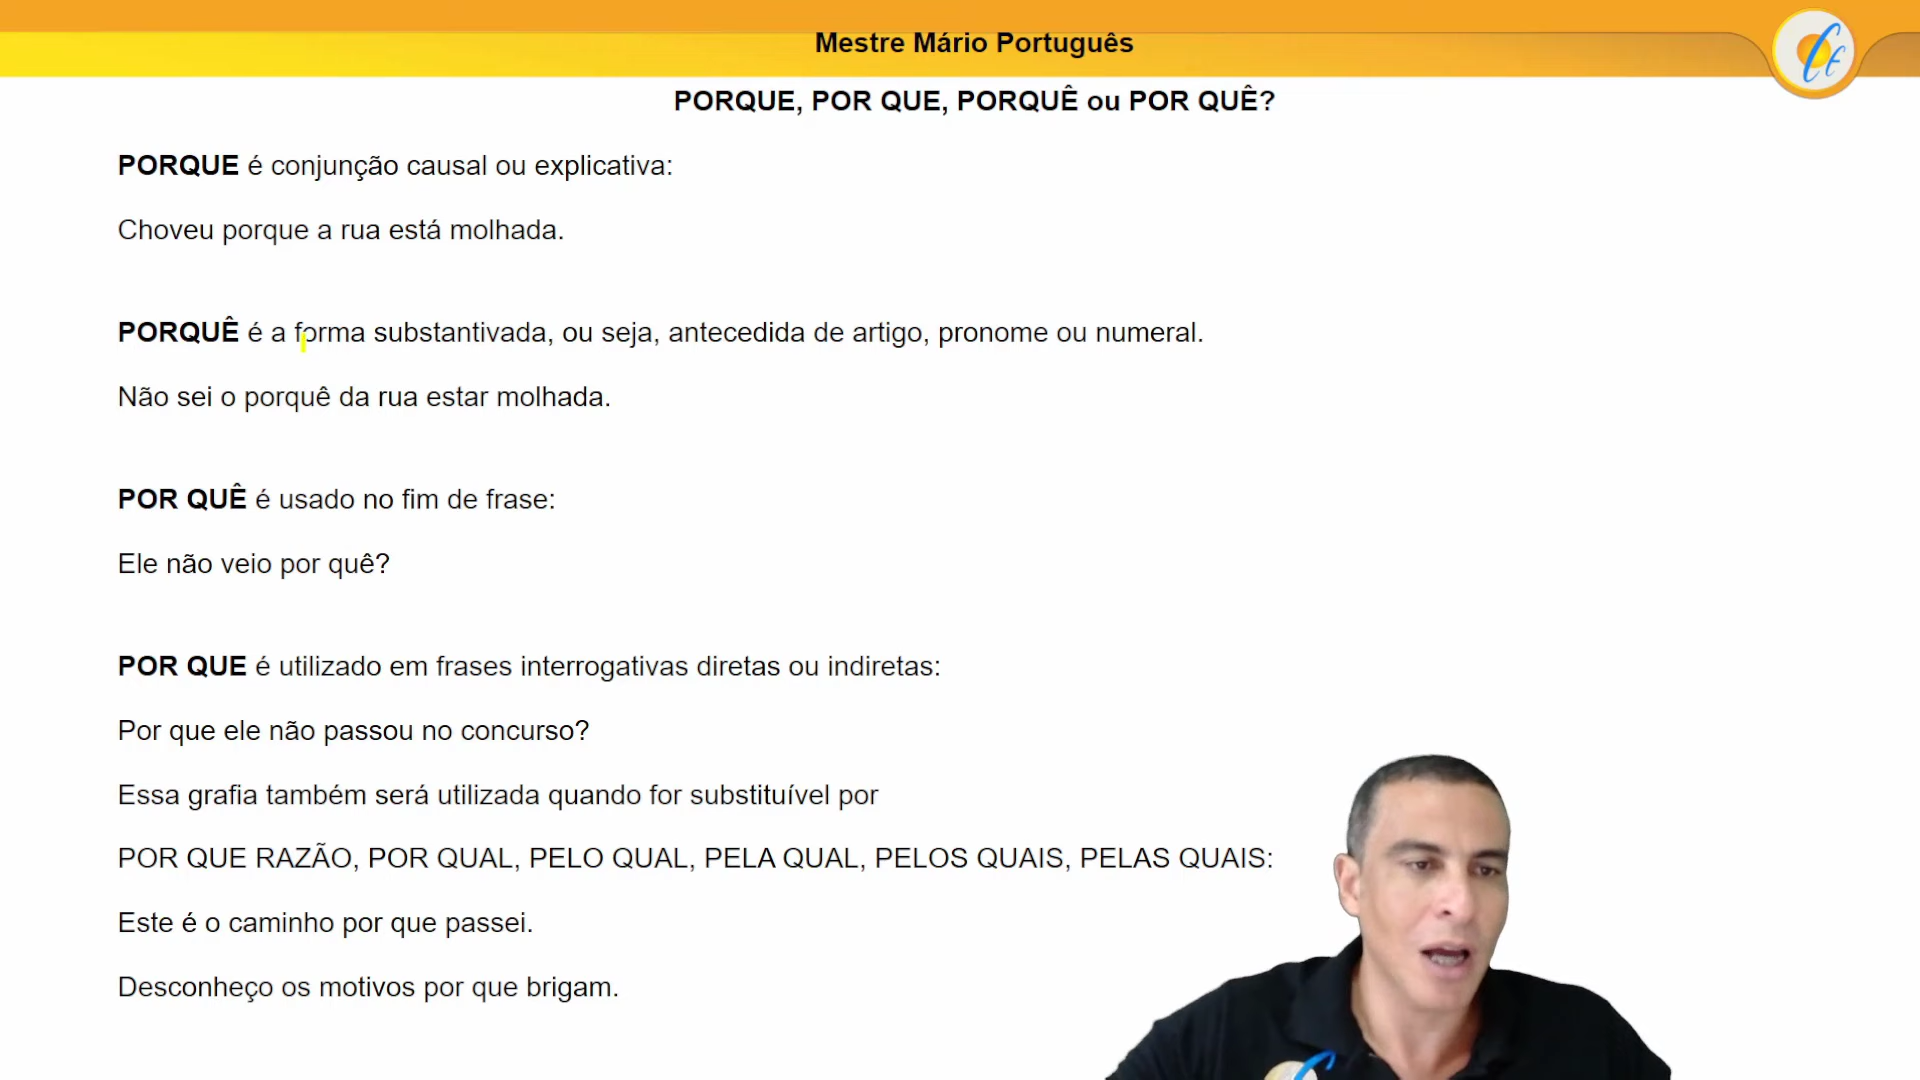 Mestre Mário Português
PORQUE, POR QUE, PORQUÊ ou POR QUÊ?
PORQUE é conjunção causal ou explicativa:
Choveu porque a rua está molhada.
PORQUÊ é a forma substantivada, ou seja, antecedida de artigo, pronome ou numeral.
Não sei o porquê da rua estar molhada.
POR QUÊ é usado no fim de frase:
Ele não veio por quê?
POR QUE é utilizado em frases interrogativas diretas ou indiretas:
Por que ele não passou no concurso?
Essa grafia também será utilizada quando for substituível por
POR QUE RAZÃO, POR QUAL, PELO QUAL, PELA QUAL, PELOS QUAIS, PELAS QUAIS:
Este é o caminho por que passei.
Desconheço os motivos por que brigam.